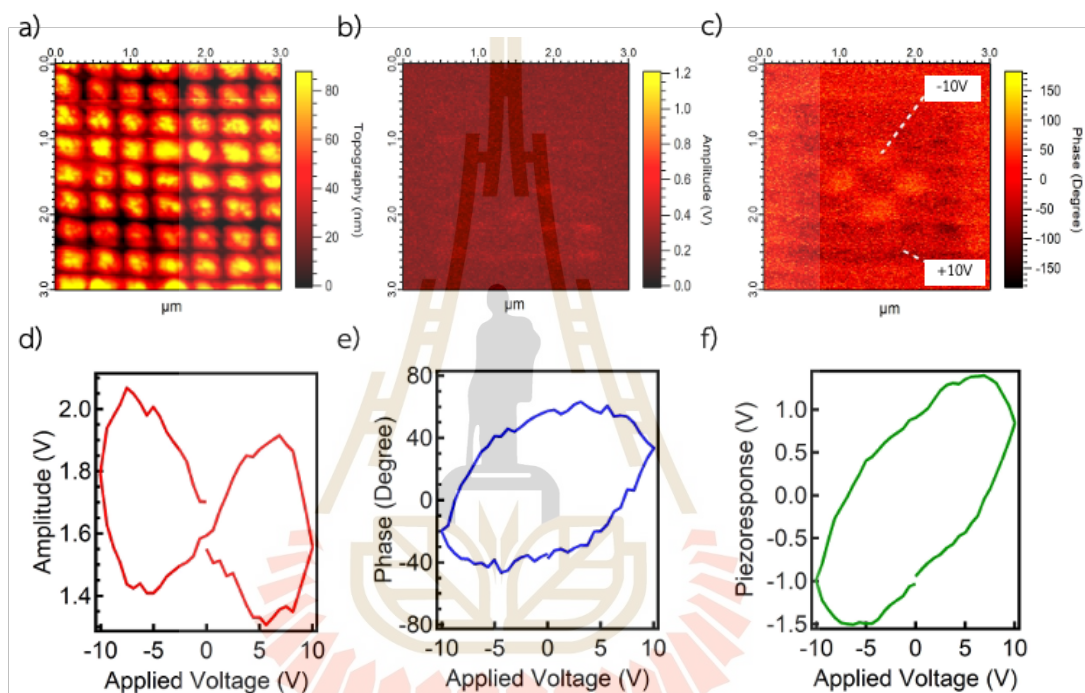 a)
b)
c)
0.0 1.0 2.0 3.0
0.0 1.0 2.0 3.0
0.0 1.0 2.0 3.0
0.0
1.0
2.0
3.0
80
60
40
20
0
Topography (nm)
μm
0.0
1.0
2.0
3.0
1.2
1.0
0.8
0.6
0.4
0.2
0.0
Amplitude (V)
μm
0.0
1.0
2.0
3.0
-10V
+10V
150
100
50
0
-50
-100
-150
Phase (Degree)
μm
d)
Amplitude (V)
2.0
1.8
1.6
1.4
-10 -5 0 5 10
Applied Voltage (V)
e)
Phase (Degree)
80
40
0
-40
-80
-10 -5 0 5 10
Applied Voltage (V)
f)
Piezoresponse (V)
1.0
0.5
0.0
-0.5
-1.0
-1.5
-10 -5 0 5 10
Applied Voltage (V)